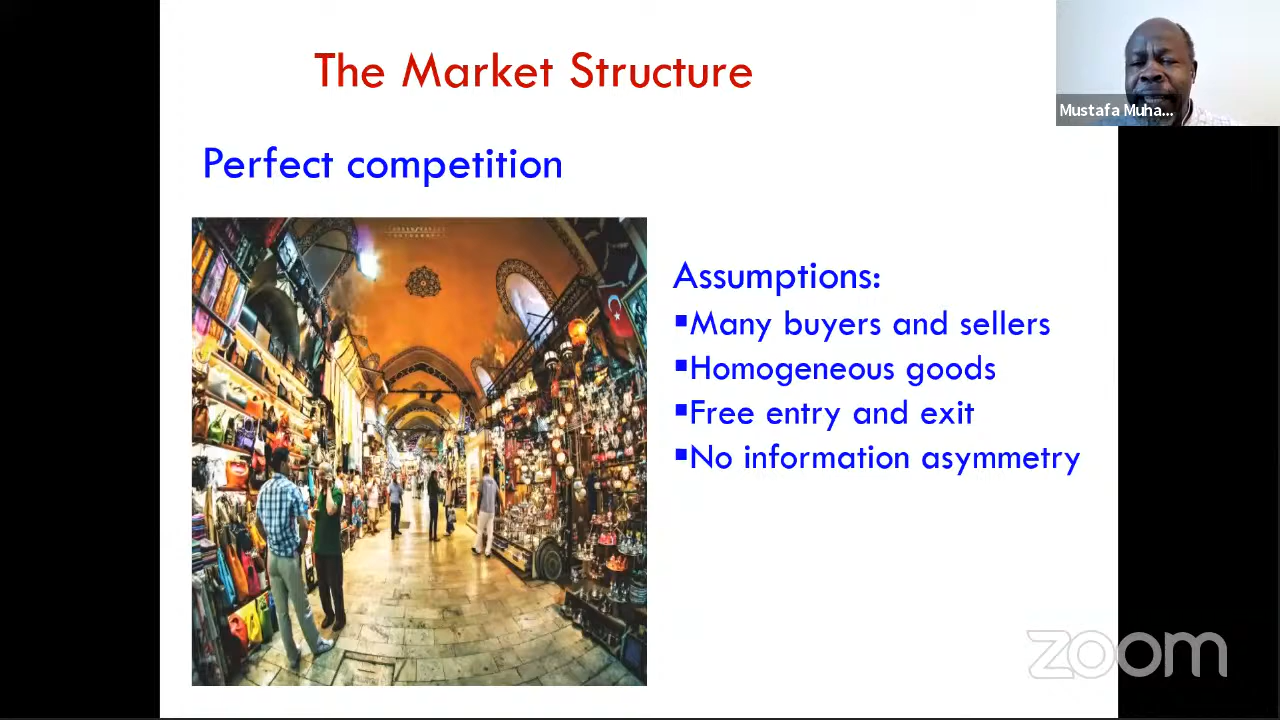 The Market Structure
Mustafa Muha...
Perfect competition
Assumptions:
▪Many buyers and sellers
▪Homogeneous goods
▪Free entry and exit
▪No information asymmetry
zoom